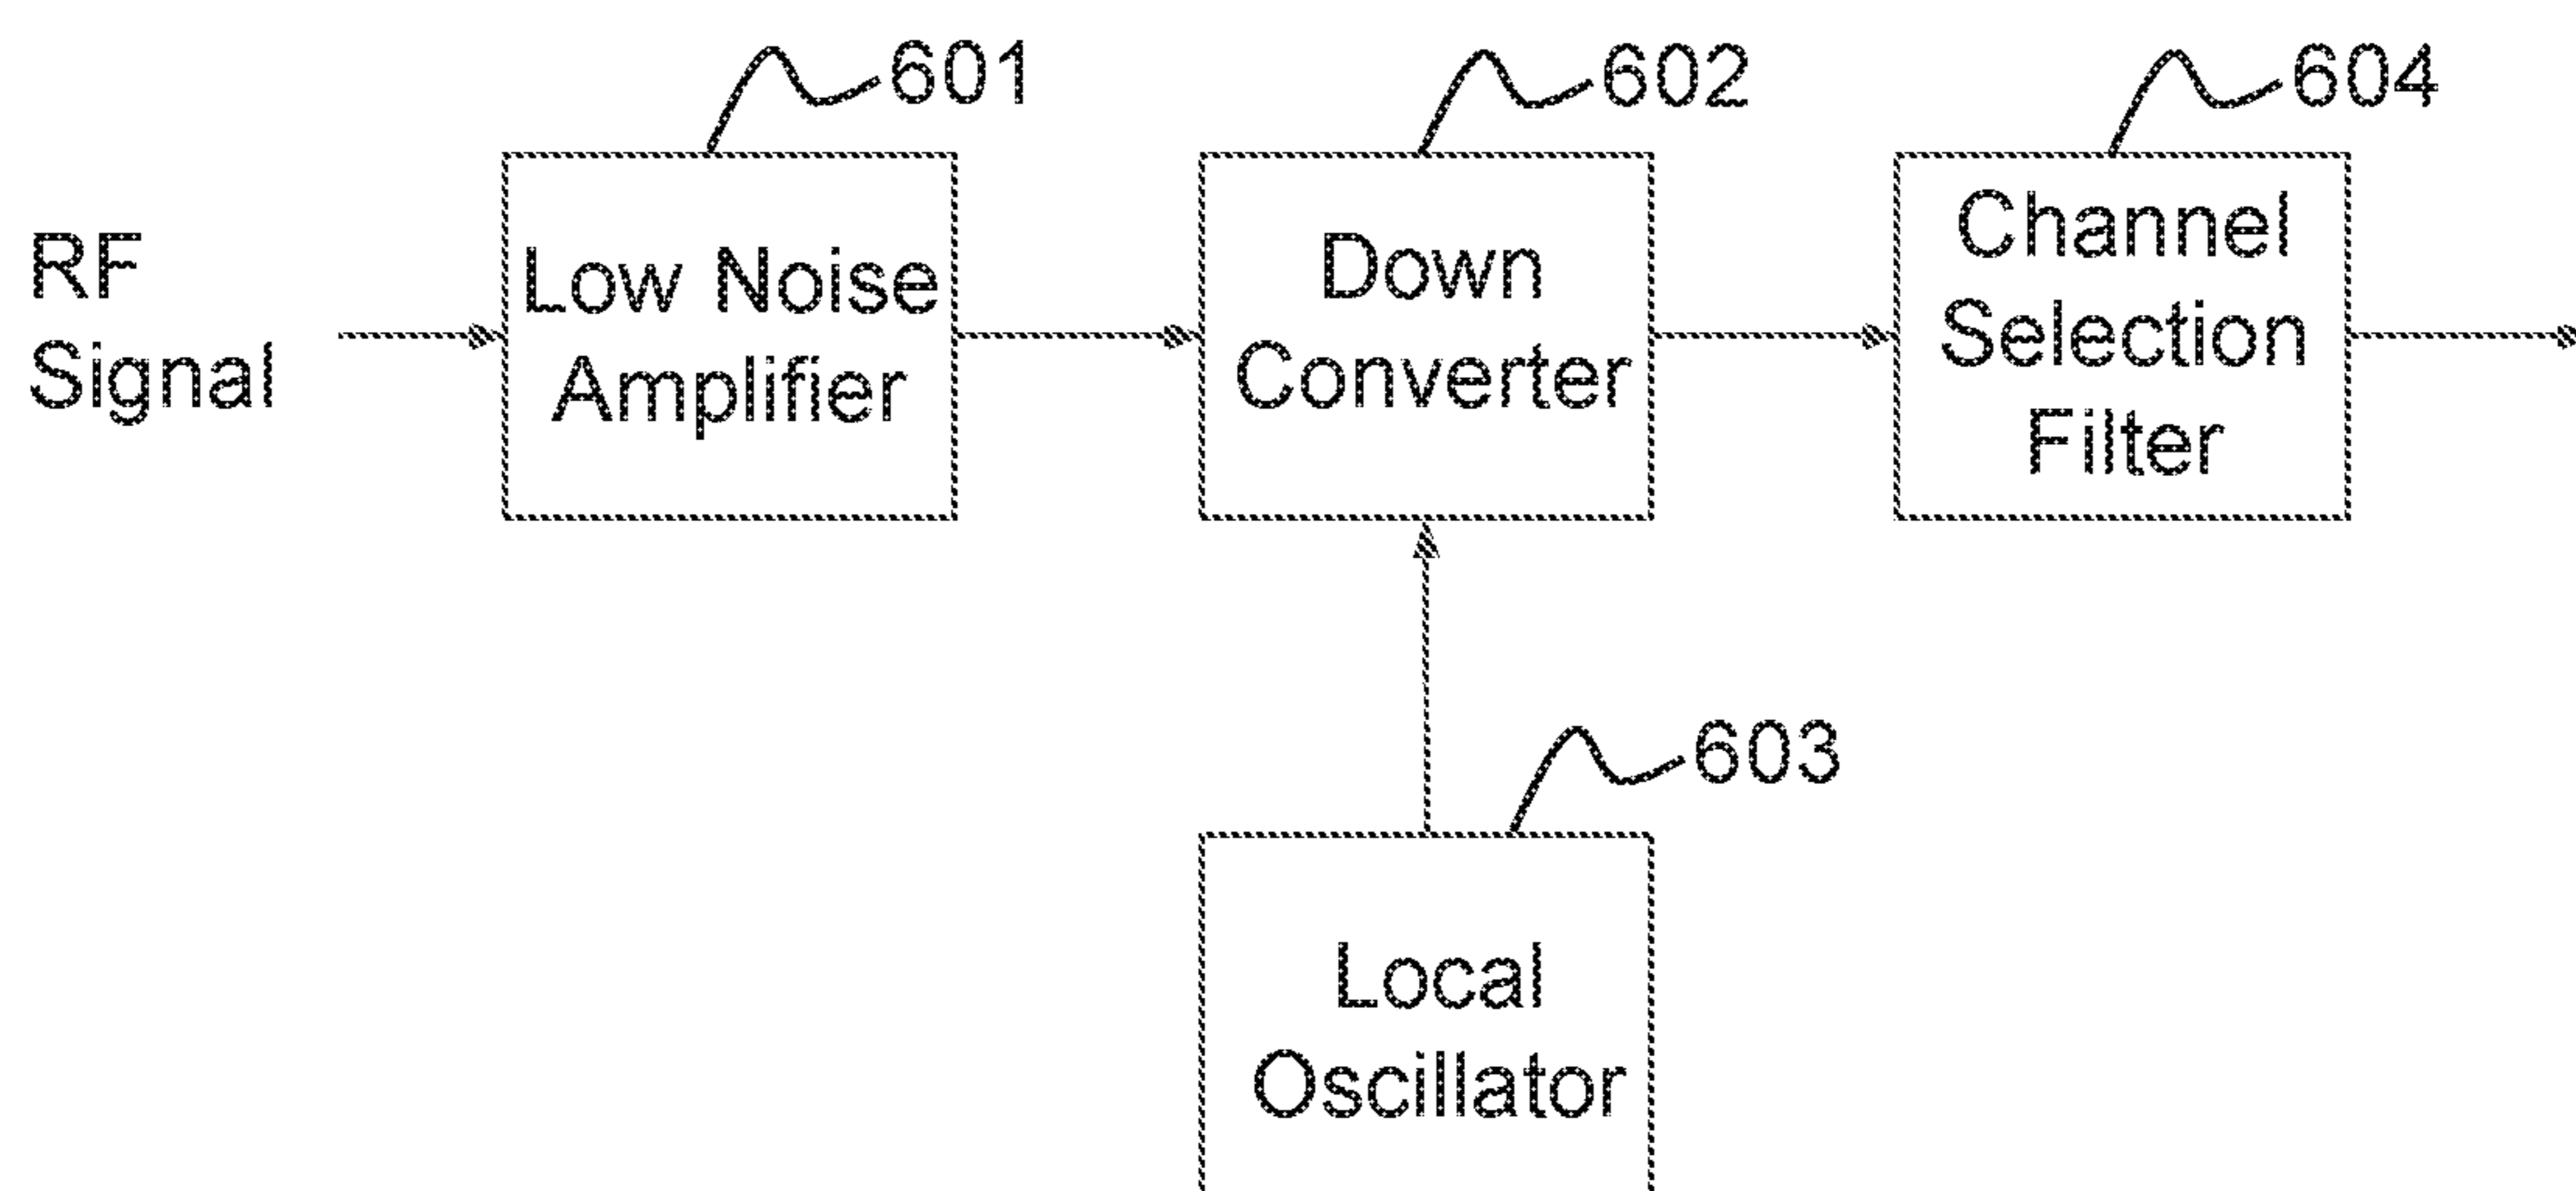 601
602
604
RF
Signal
Low Noise
Amplifier
Down
Converter
Channel
Selection
Filter
603
Local
Oscillator